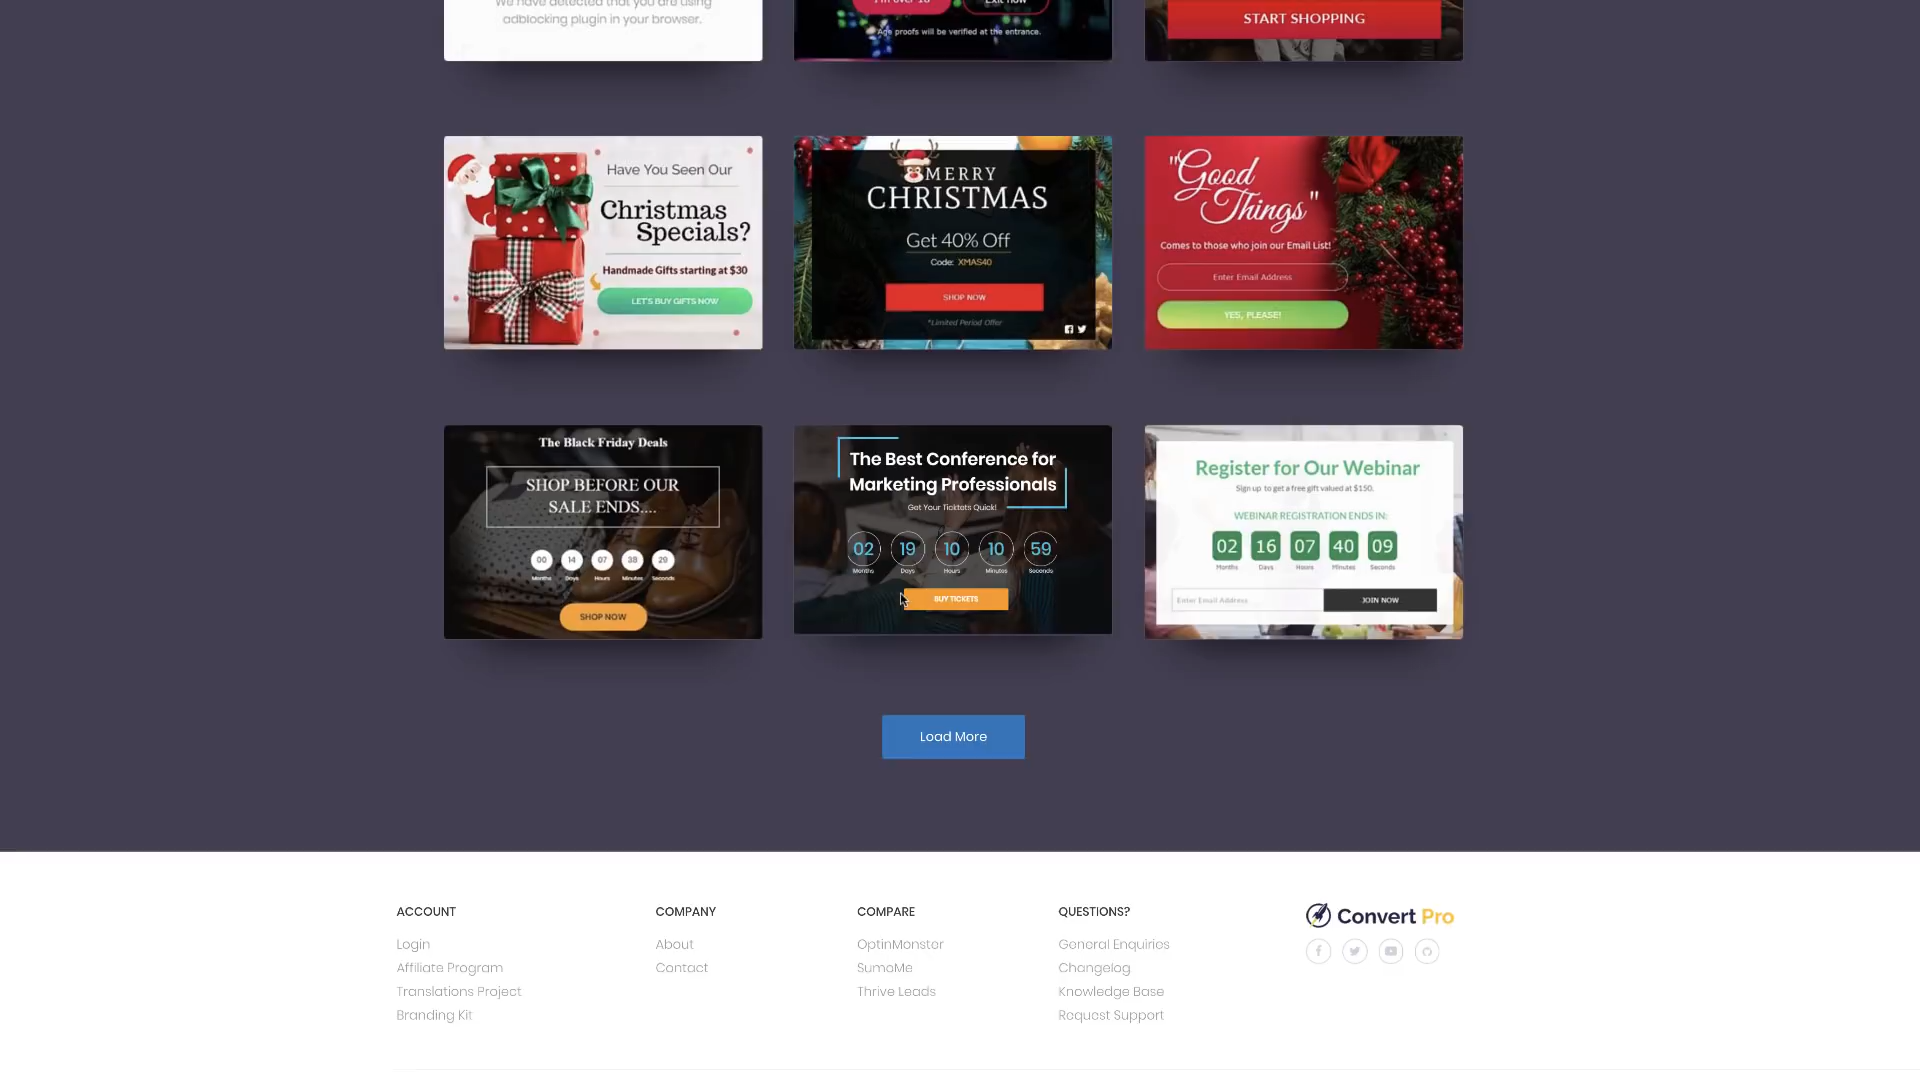 We have detected that you are using
adblocking plugin in your browser.
I'm over 18
Exit now
Age proofs will be verified at the entrance.
START SHOPPING
Have You Seen Our
Christmas
Specials?
Handmade Gifts starting at $30
LET'S BUY GIFTS NOW
MERRY
CHRISTMAS
Get 40% Off
Code: XMAS40
SHOP NOW
*Limited Period Offer
"Good
Things"
Comes to those who join our Email List!
Enter Email Address
YES, PLEASE!
The Black Friday Deals
SHOP BEFORE OUR
SALE ENDS....
00 14 07 38 29
Months Days Hours Minutes Seconds
SHOP NOW
The Best Conference for
Marketing Professionals
Get Your Ticktets Quick!
02 19 10 10 59
Months Days Hours Minutes Seconds
BUY TICKETS
Register for Our Webinar
Sign up to get a free gift valued at $150.
WEBINAR REGISTRATION ENDS IN:
02 16 07 40 09
Months Days Hours Minutes Seconds
Enter Email Address
JOIN NOW
Load More
ACCOUNT
Login
Affiliate Program
Translations Project
Branding Kit
COMPANY
About
Contact
COMPARE
OptinMonster
SumoMe
Thrive Leads
QUESTIONS?
General Enquiries
Changelog
Knowledge Base
Request Support
Convert Pro